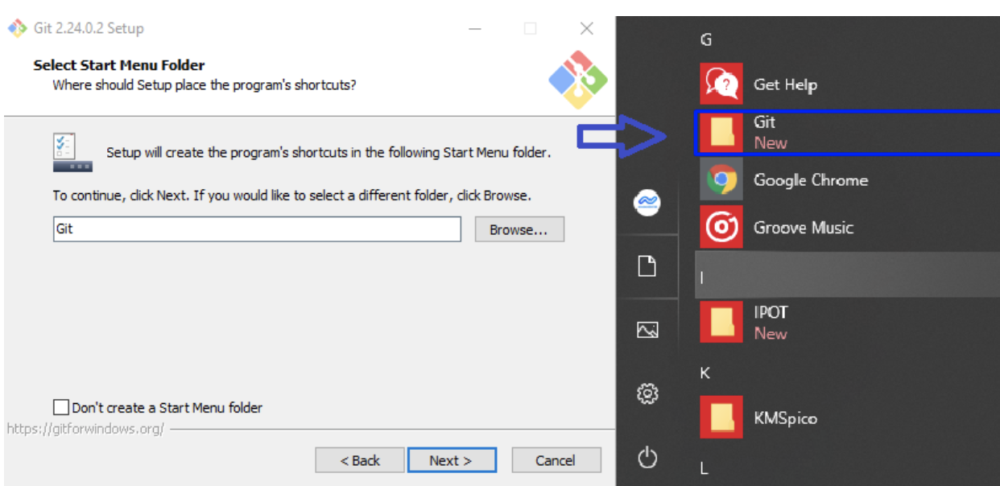 Git 2.24.0.2 Setup
Select Start Menu Folder
Where should Setup place the program's shortcuts?
Setup will create the program's shortcuts in the following Start Menu folder.
To continue, click Next. If you would like to select a different folder, click Browse.
Git
Browse...
Don't create a Start Menu folder
https://gitforwindows.org/
< Back
Next >
Cancel
G
Get Help
Git
New
Google Chrome
Groove Music
I
IPOT
New
K
KMSpico
L